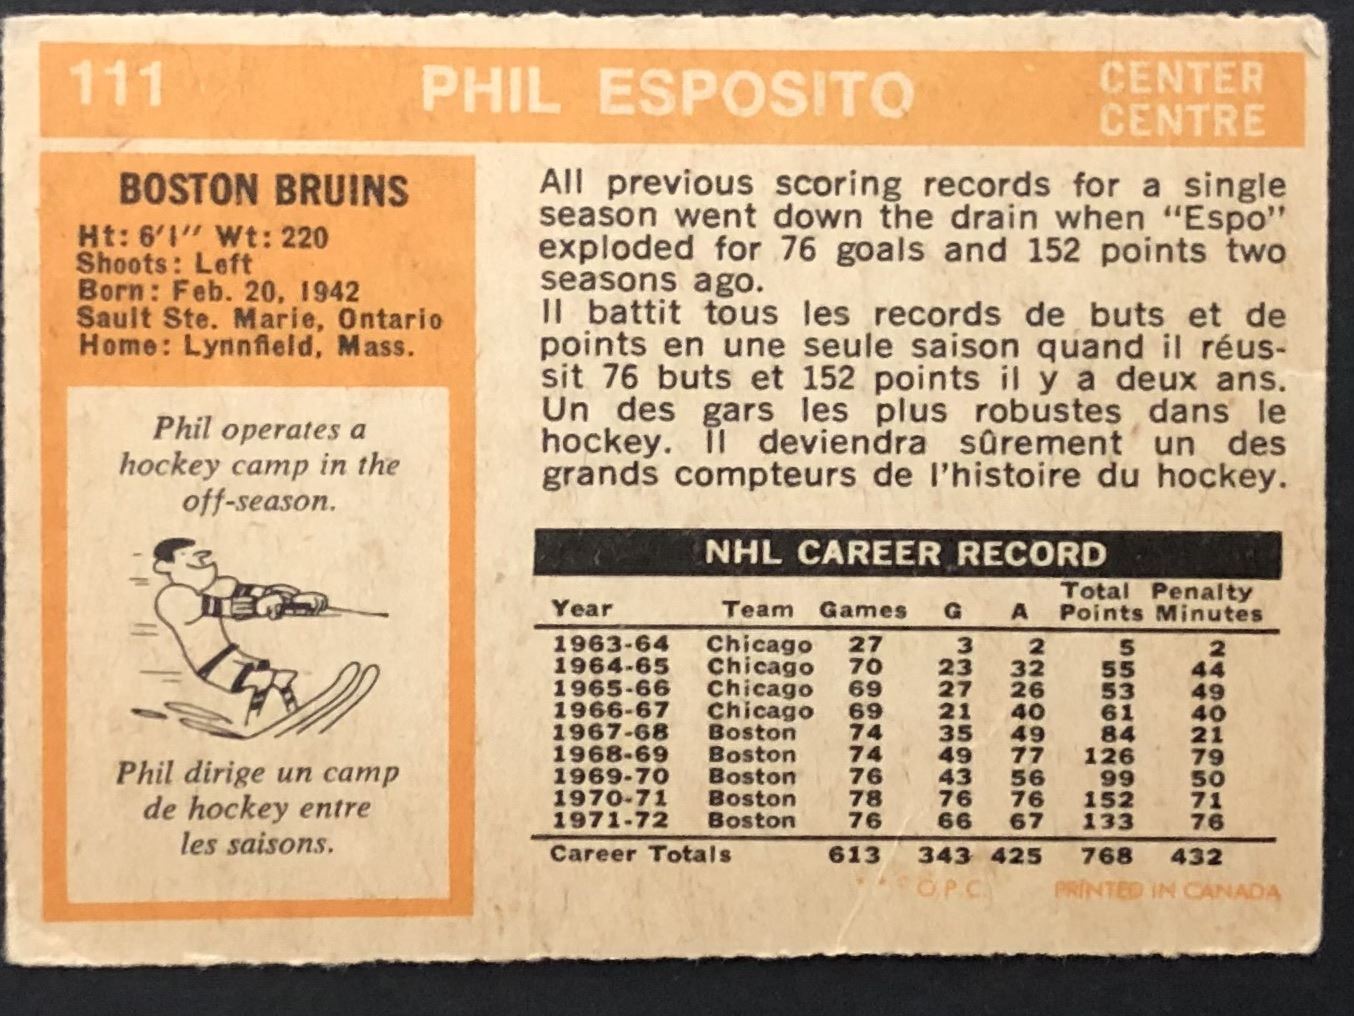 111 PHIL ESPOSITO CENTER
CENTRE
BOSTON BRUINS
Ht: 6'1" Wt: 220
Shoots: Left
Born: Feb. 20, 1942
Sault Ste. Marie, Ontario
Home: Lynnfield, Mass.
Phil operates a
hockey camp in the
off-season.
Phil dirige un camp
de hockey entre
les saisons.
All previous scoring records for a single
season went down the drain when "Espo"
exploded for 76 goals and 152 points two
seasons ago.
Il battit tous les records de buts et de
points en une seule saison quand il réus-
sit 76 buts et 152 points il y a deux ans.
Un des gars les plus robustes dans le
hockey. Il deviendra sûrement un des
grands compteurs de l'histoire du hockey.
NHL CAREER RECORD
Year Team Games G A Total Points Penalty Minutes
1963-64 Chicago 27 3 2 5 2
1964-65 Chicago 70 23 32 55 44
1965-66 Chicago 69 27 26 53 49
1966-67 Chicago 69 21 40 61 40
1967-68 Boston 74 35 49 84 21
1968-69 Boston 74 49 77 126 79
1969-70 Boston 76 43 56 99 50
1970-71 Boston 78 76 76 152 71
1971-72 Boston 76 66 67 133 76
Career Totals 613 343 425 768 432
* * © O.P.C. PRINTED IN CANADA